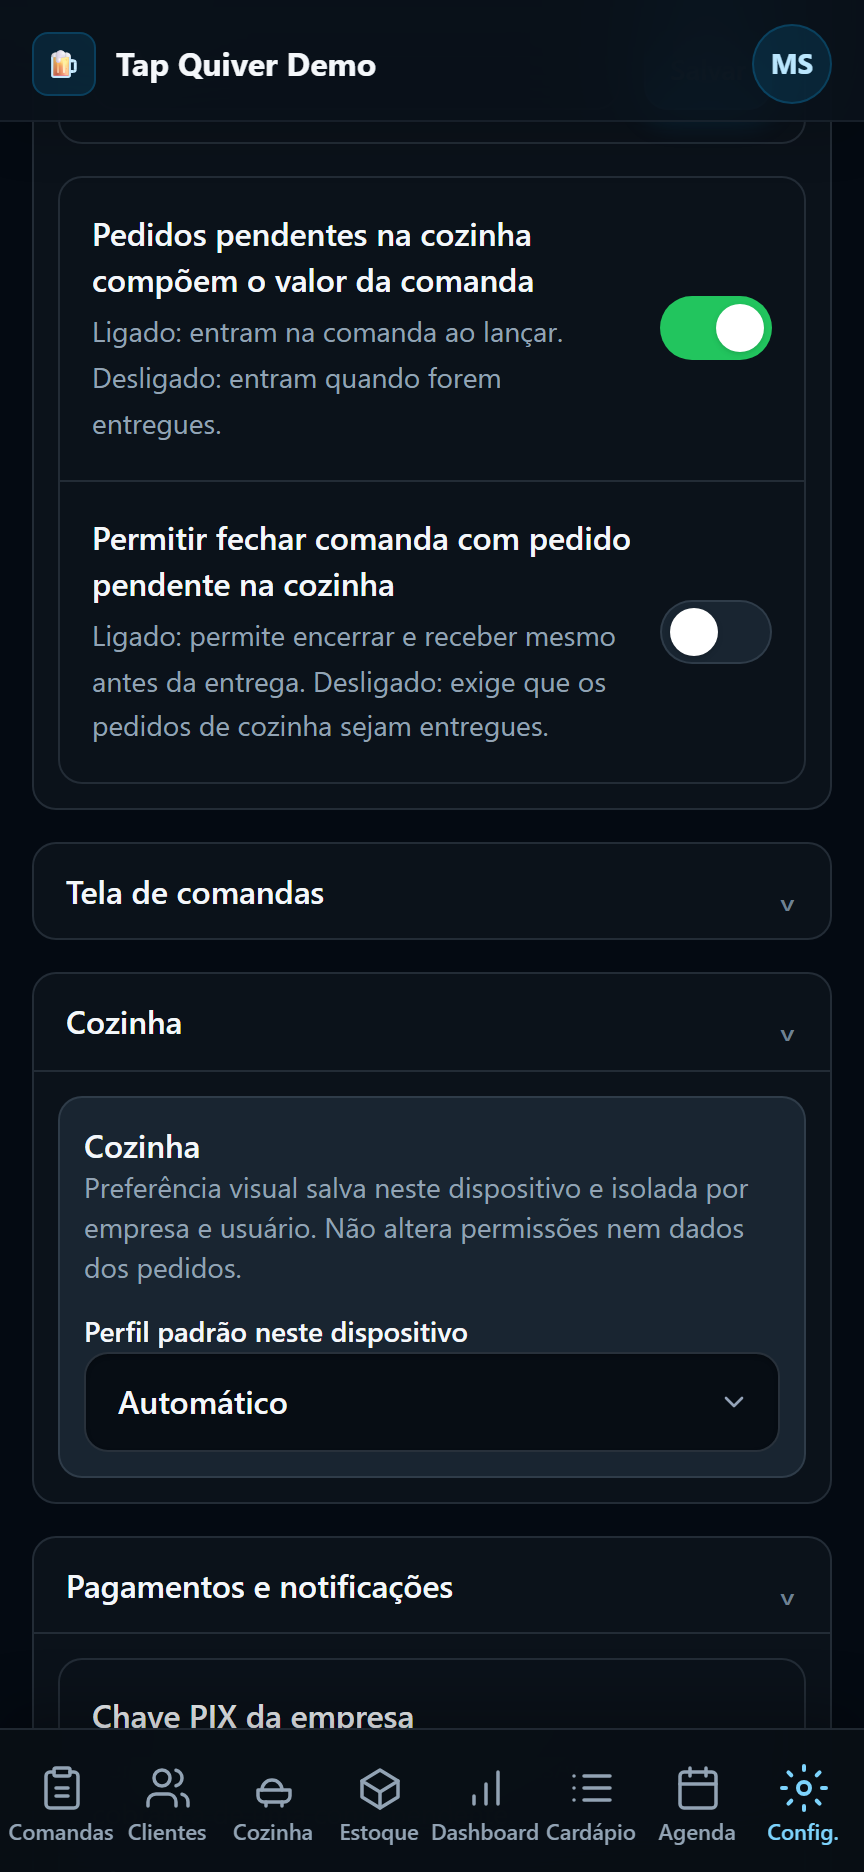 Tap Quiver Demo
MS
Pedidos pendentes na cozinha
compõem o valor da comanda
Ligado: entram na comanda ao lançar.
Desligado: entram quando forem
entregues.
Permitir fechar comanda com pedido
pendente na cozinha
Ligado: permite encerrar e receber mesmo
antes da entrega. Desligado: exige que os
pedidos de cozinha sejam entregues.
Tela de comandas
v
Cozinha
v
Cozinha
Preferência visual salva neste dispositivo e isolada por
empresa e usuário. Não altera permissões nem dados
dos pedidos.
Perfil padrão neste dispositivo
Automático
Pagamentos e notificações
v
Chave PIX da empresa
Comandas Clientes Cozinha Estoque Dashboard Cardápio Agenda Config.